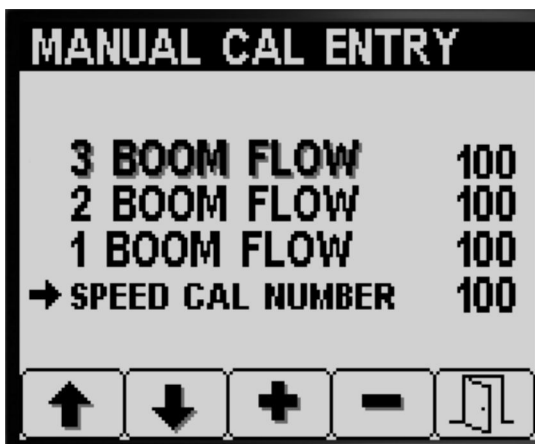 MANUAL CAL ENTRY
3 BOOM FLOW 100
2 BOOM FLOW 100
1 BOOM FLOW 100
SPEED CAL NUMBER 100